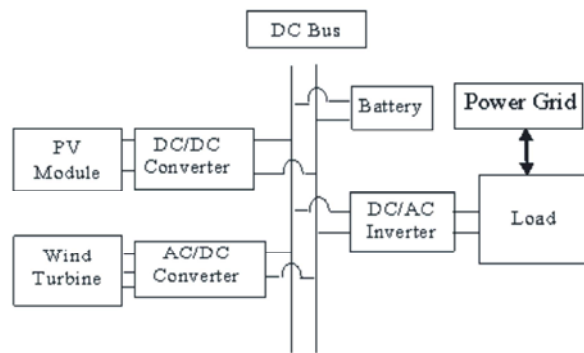 DC Bus
Battery
Power Grid
PV
Module
DC/DC
Converter
DC/AC
Inverter
Load
Wind
Turbine
AC/DC
Converter